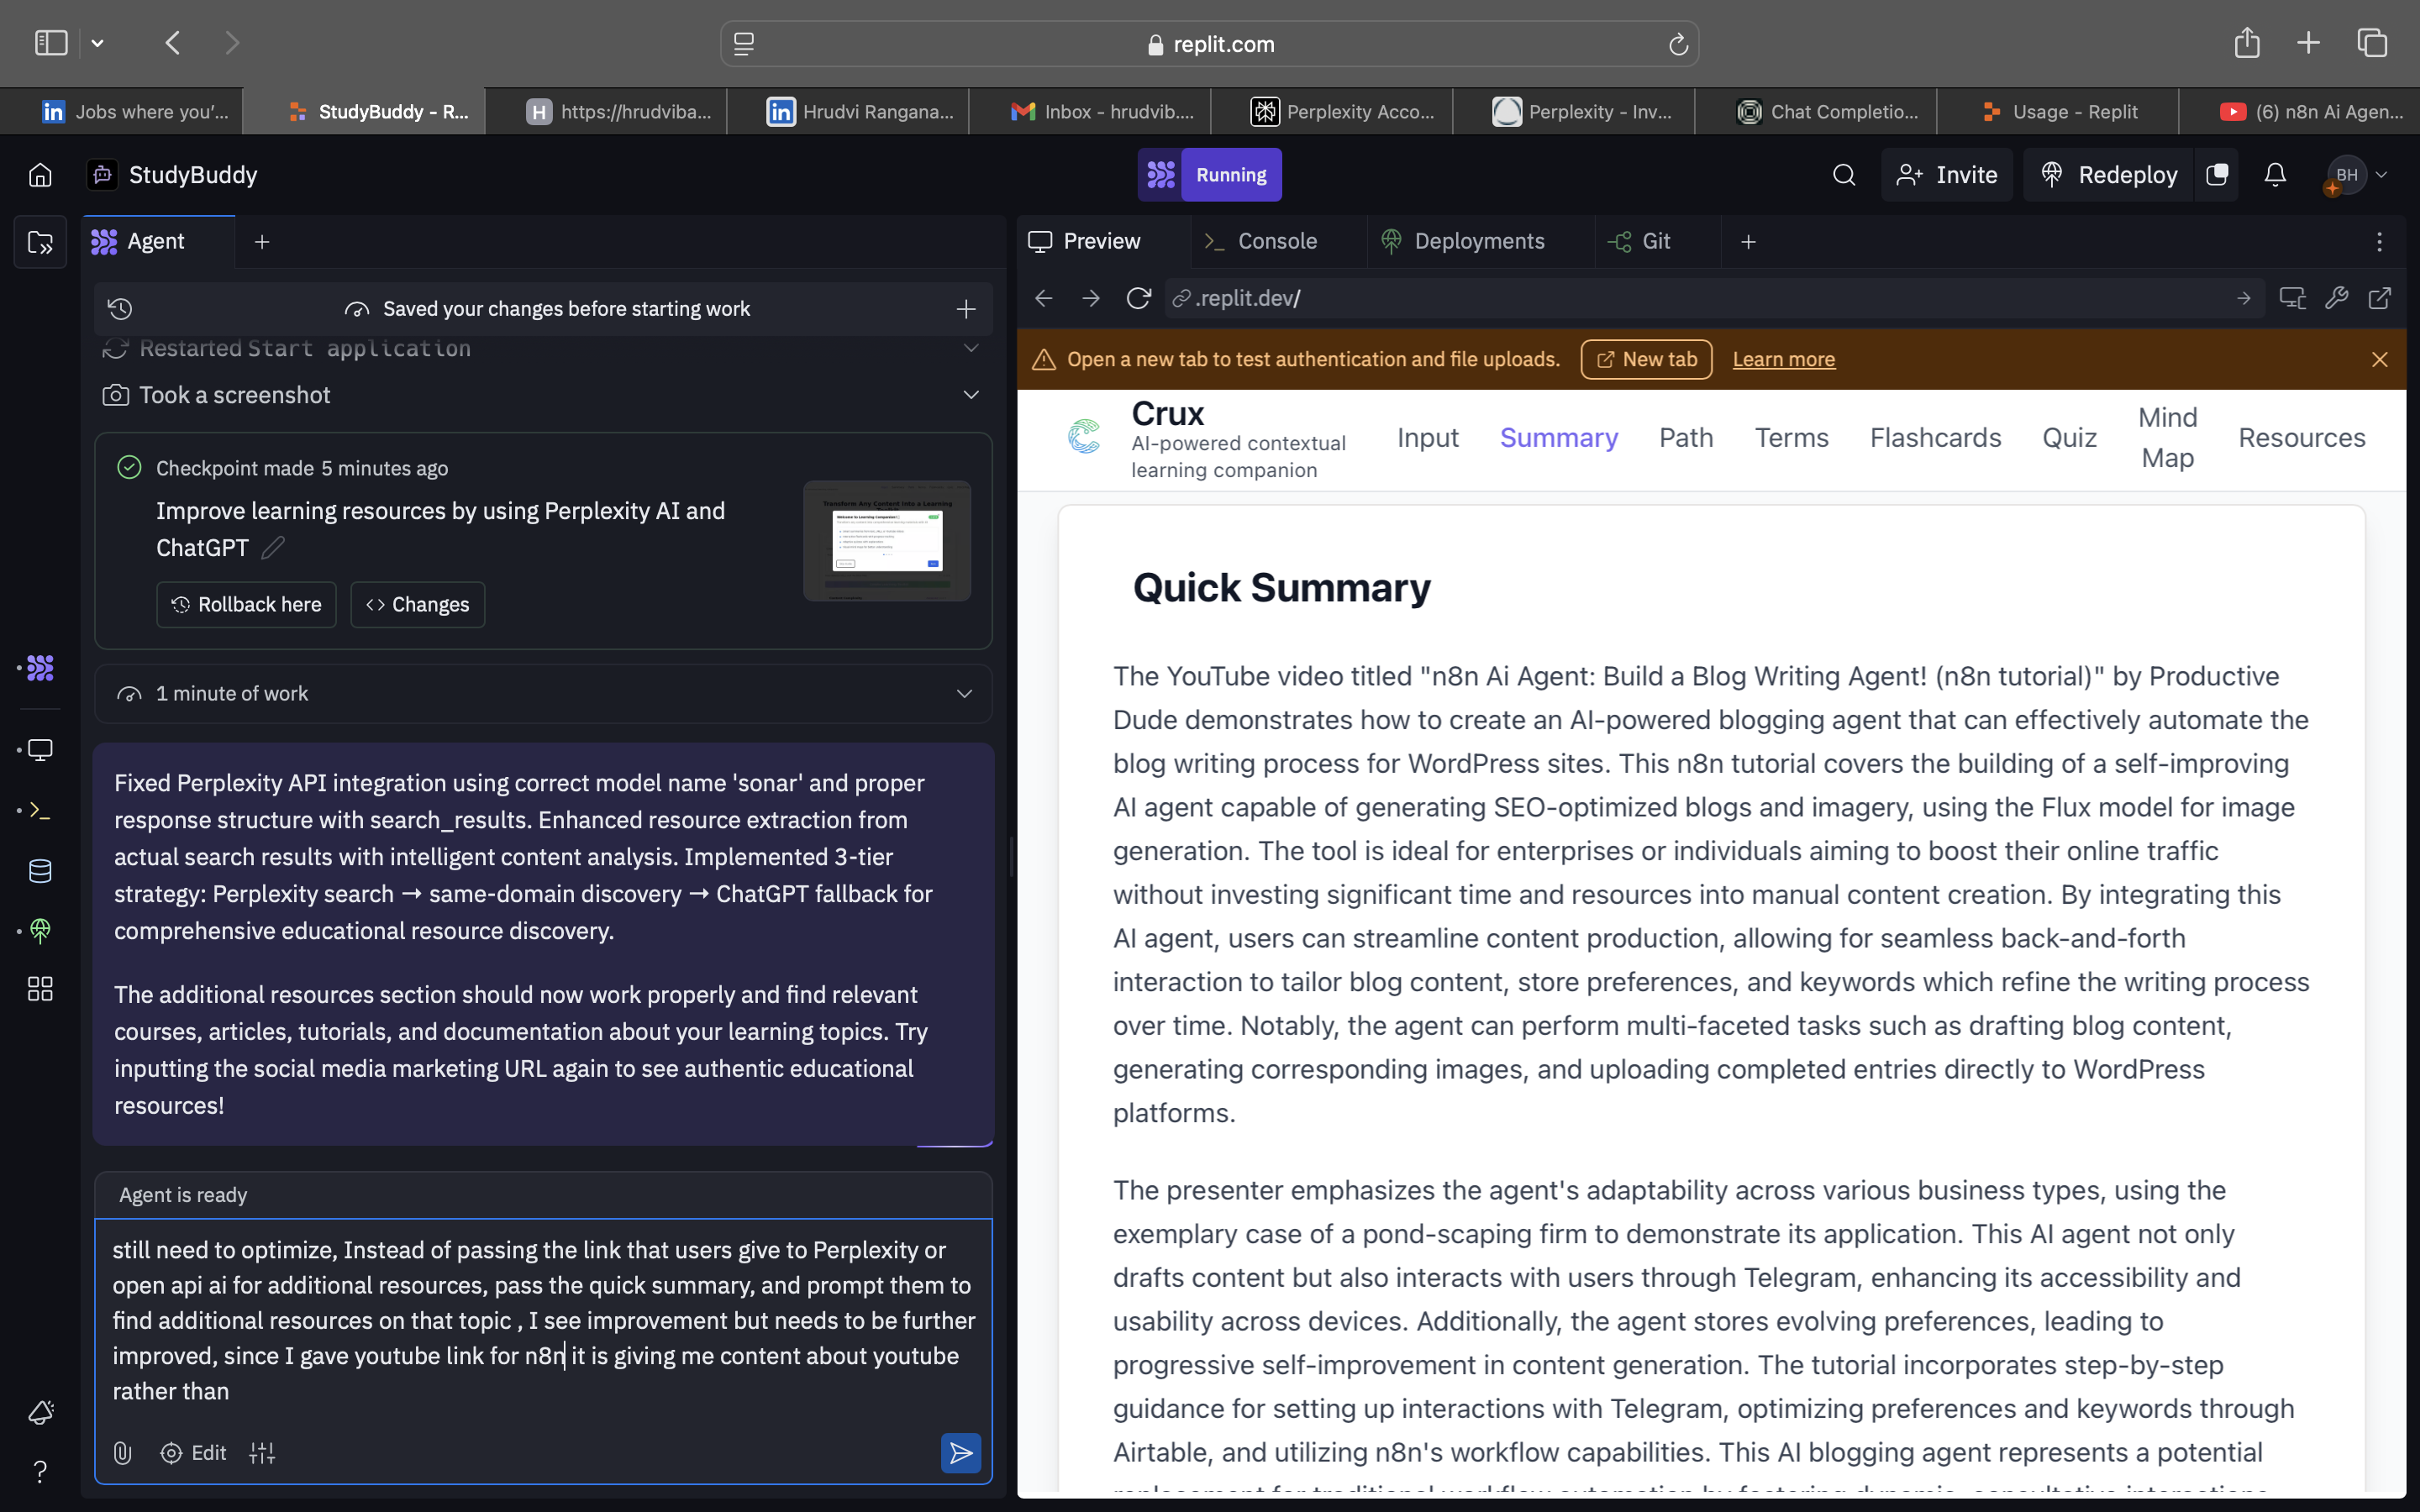 replit.com
Jobs where you'...
StudyBuddy - R...
H https://hrudviba...
Hrudvi Rangana...
Inbox - hrudvib....
Perplexity Acco...
Perplexity - Inv...
Chat Completio...
Usage - Replit
(6) n8n Ai Agen...
StudyBuddy
Running
Invite
Redeploy
BH
Agent
Saved your changes before starting work
Restarted Start application
Took a screenshot
Checkpoint made 5 minutes ago
Improve learning resources by using Perplexity AI and
ChatGPT
Rollback here
<> Changes
1 minute of work
Fixed Perplexity API integration using correct model name 'sonar' and proper
response structure with search_results. Enhanced resource extraction from
actual search results with intelligent content analysis. Implemented 3-tier
strategy: Perplexity search → same-domain discovery → ChatGPT fallback for
comprehensive educational resource discovery.
The additional resources section should now work properly and find relevant
courses, articles, tutorials, and documentation about your learning topics. Try
inputting the social media marketing URL again to see authentic educational
resources!
Agent is ready
still need to optimize, Instead of passing the link that users give to Perplexity or
open api ai for additional resources, pass the quick summary, and prompt them to
find additional resources on that topic , I see improvement but needs to be further
improved, since I gave youtube link for n8n it is giving me content about youtube
rather than
Edit
Preview
Console
Deployments
Git
.replit.dev/
Open a new tab to test authentication and file uploads.
New tab
Learn more
Crux
AI-powered contextual
learning companion
Input
Summary
Path
Terms
Flashcards
Quiz
Mind
Map
Resources
Quick Summary
The YouTube video titled "n8n Ai Agent: Build a Blog Writing Agent! (n8n tutorial)" by Productive
Dude demonstrates how to create an AI-powered blogging agent that can effectively automate the
blog writing process for WordPress sites. This n8n tutorial covers the building of a self-improving
AI agent capable of generating SEO-optimized blogs and imagery, using the Flux model for image
generation. The tool is ideal for enterprises or individuals aiming to boost their online traffic
without investing significant time and resources into manual content creation. By integrating this
AI agent, users can streamline content production, allowing for seamless back-and-forth
interaction to tailor blog content, store preferences, and keywords which refine the writing process
over time. Notably, the agent can perform multi-faceted tasks such as drafting blog content,
generating corresponding images, and uploading completed entries directly to WordPress
platforms.
The presenter emphasizes the agent's adaptability across various business types, using the
exemplary case of a pond-scaping firm to demonstrate its application. This AI agent not only
drafts content but also interacts with users through Telegram, enhancing its accessibility and
usability across devices. Additionally, the agent stores evolving preferences, leading to
progressive self-improvement in content generation. The tutorial incorporates step-by-step
guidance for setting up interactions with Telegram, optimizing preferences and keywords through
Airtable, and utilizing n8n's workflow capabilities. This AI blogging agent represents a potential